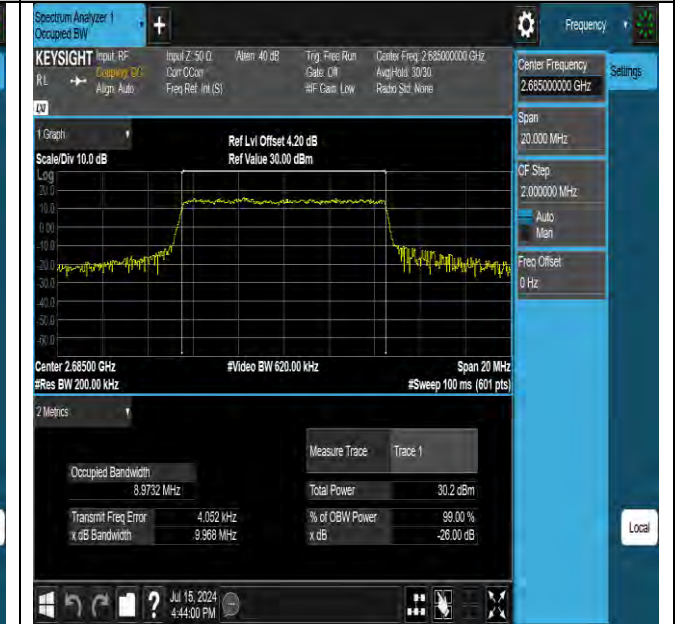 Spectrum Analyzer 1
Occupied BW
Frequency
KEYSIGHT Input: RF Input Z: 50 Ω Atten: 40 dB Trig: Free Run Center Freq: 2.685000000 GHz
RL Coupling: DC Corr CCorr Gate: Off Avg|Hold: 30/30
Align: Auto Freq Ref: Int (S) #IF Gain: Low Radio Std: None
Center Frequency
2.685000000 GHz
Settings
Span
20.000 MHz
CF Step
2.000000 MHz
Auto
Man
Freq Offset
0 Hz
1 Graph
Ref Lvl Offset 4.20 dB
Scale/Div 10.0 dB Ref Value 30.00 dBm
Log
20.0
10.0
0.00
-10.0
-20.0
-30.0
-40.0
-50.0
-60.0
Center 2.68500 GHz #Video BW 620.00 kHz Span 20 MHz
#Res BW 200.00 kHz #Sweep 100 ms (601 pts)
2 Metrics
Measure Trace Trace 1
Occupied Bandwidth
8.9732 MHz Total Power 30.2 dBm
Transmit Freq Error 4.052 kHz % of OBW Power 99.00 %
x dB Bandwidth 9.968 MHz x dB -26.00 dB
Local
? Jul 15, 2024
4:44:00 PM